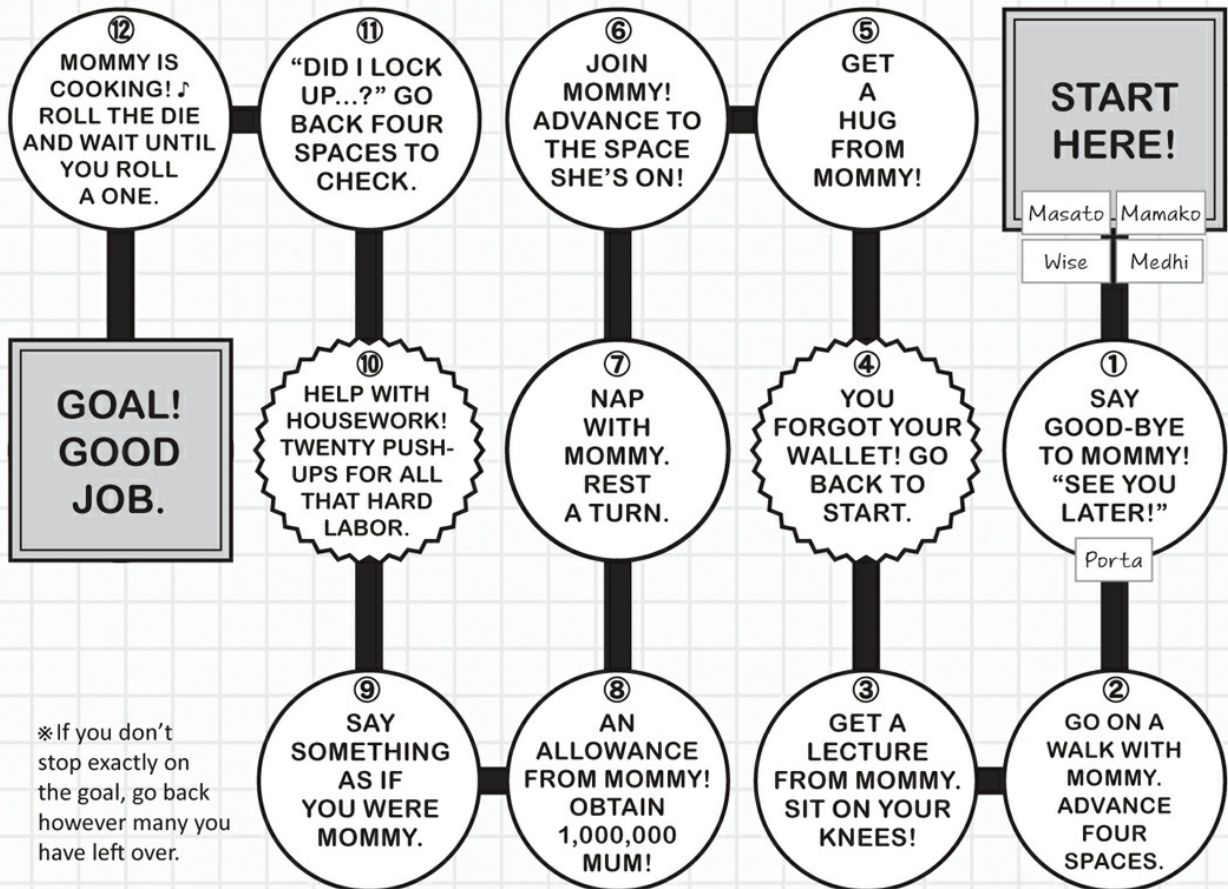 START
HERE!
Masato
Mamako
Wise
Medhi
①
SAY
GOOD-BYE
TO MOMMY!
“SEE YOU
LATER!”
Porta
②
GO ON A
WALK WITH
MOMMY.
ADVANCE
FOUR
SPACES.
③
GET A
LECTURE
FROM MOMMY.
SIT ON YOUR
KNEES!
④
YOU
FORGOT YOUR
WALLET! GO
BACK TO
START.
⑤
GET
A
HUG
FROM
MOMMY!
⑥
JOIN
MOMMY!
ADVANCE TO
THE SPACE
SHE’S ON!
⑦
NAP
WITH
MOMMY.
REST
A TURN.
⑧
AN
ALLOWANCE
FROM MOMMY!
OBTAIN
1,000,000
MUM!
⑨
SAY
SOMETHING
AS IF
YOU WERE
MOMMY.
⑩
HELP WITH
HOUSEWORK!
TWENTY PUSH-
UPS FOR ALL
THAT HARD
LABOR.
⑪
“DID I LOCK
UP...?” GO
BACK FOUR
SPACES TO
CHECK.
⑫
MOMMY IS
COOKING! ♪
ROLL THE DIE
AND WAIT UNTIL
YOU ROLL
A ONE.
GOAL!
GOOD
JOB.
※If you don’t
stop exactly on
the goal, go back
however many you
have left over.